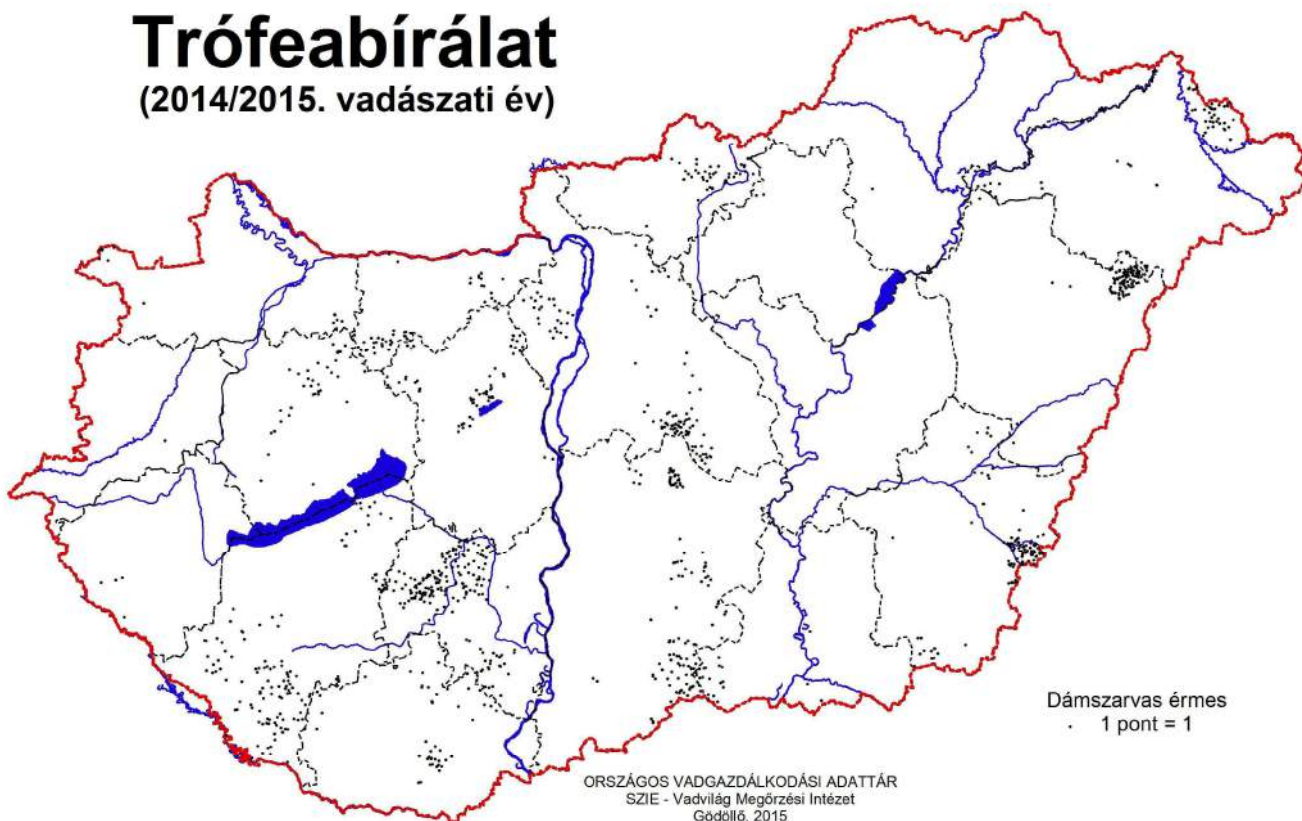 Trófeabírálat
(2014/2015. vadászati év)
Dámszarvas érmes
1 pont = 1
ORSZÁGOS VADGAZDÁLKODÁSI ADATTÁR
SZIE - Vadvilág Megőrzési Intézet
Gödöllő, 2015